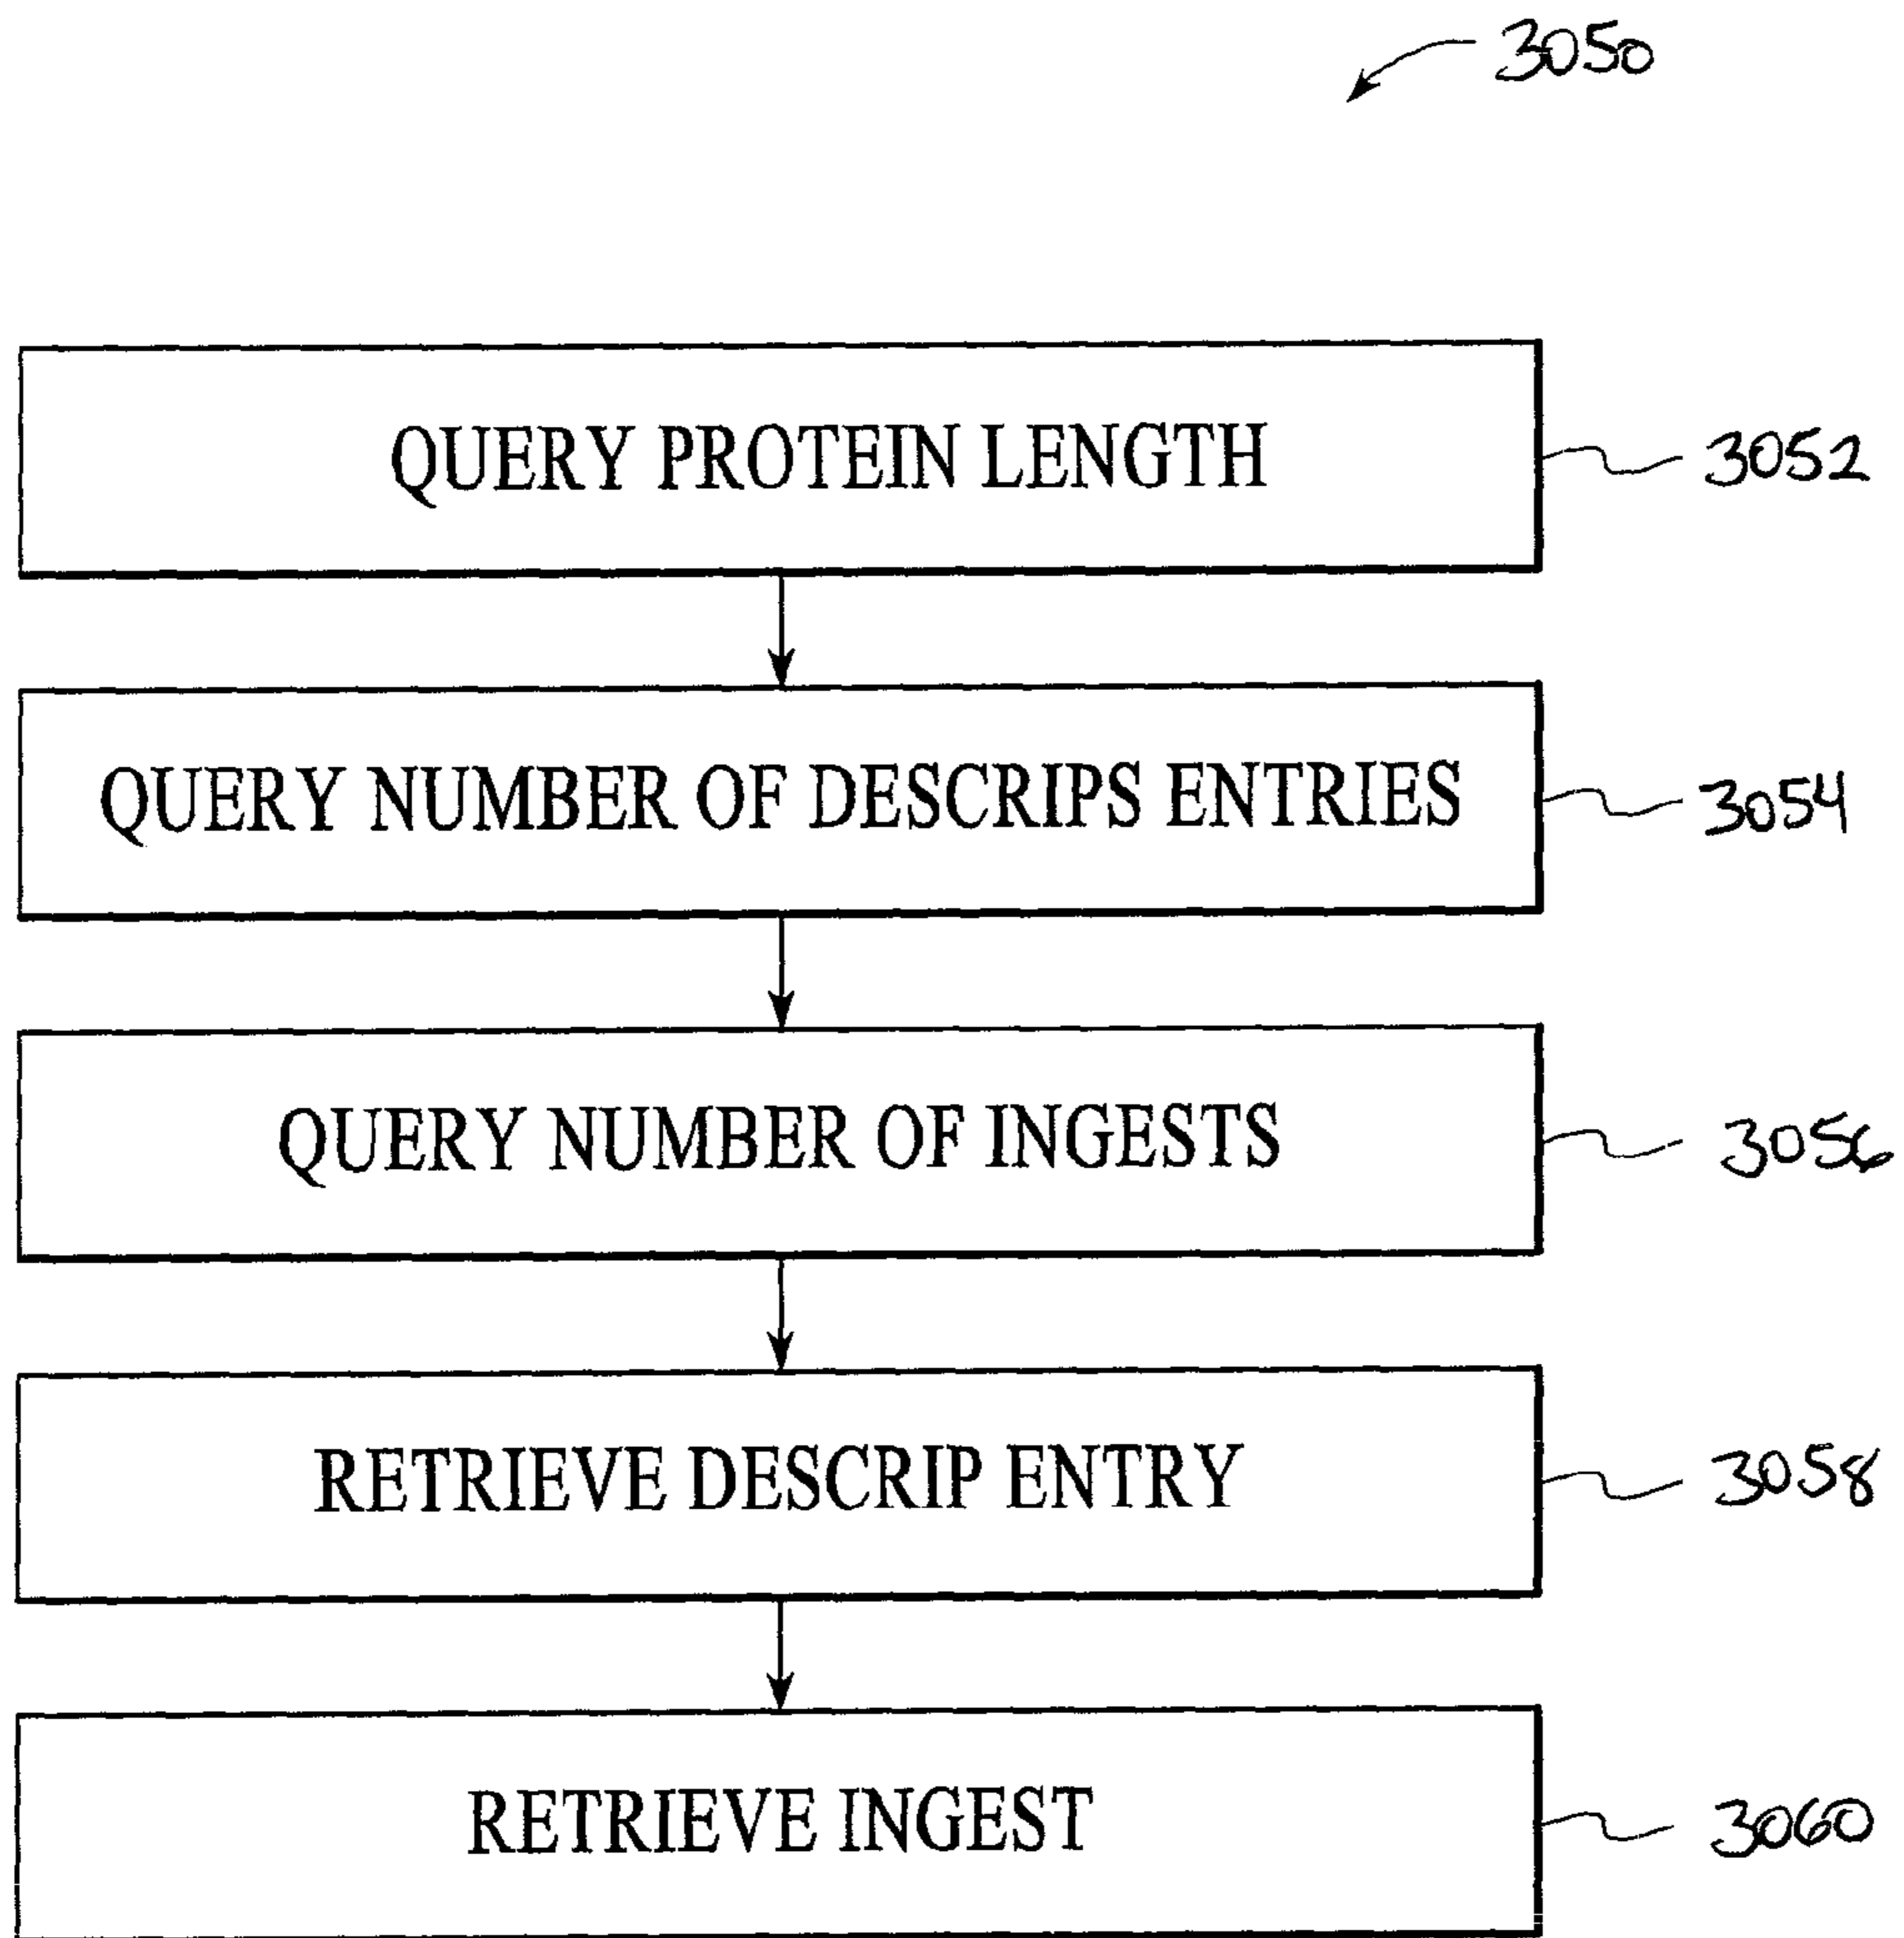 3050
QUERY PROTEIN LENGTH
3052
QUERY NUMBER OF DESCRIPS ENTRIES
3054
QUERY NUMBER OF INGESTS
3056
RETRIEVE DESCRIP ENTRY
3058
RETRIEVE INGEST
3060